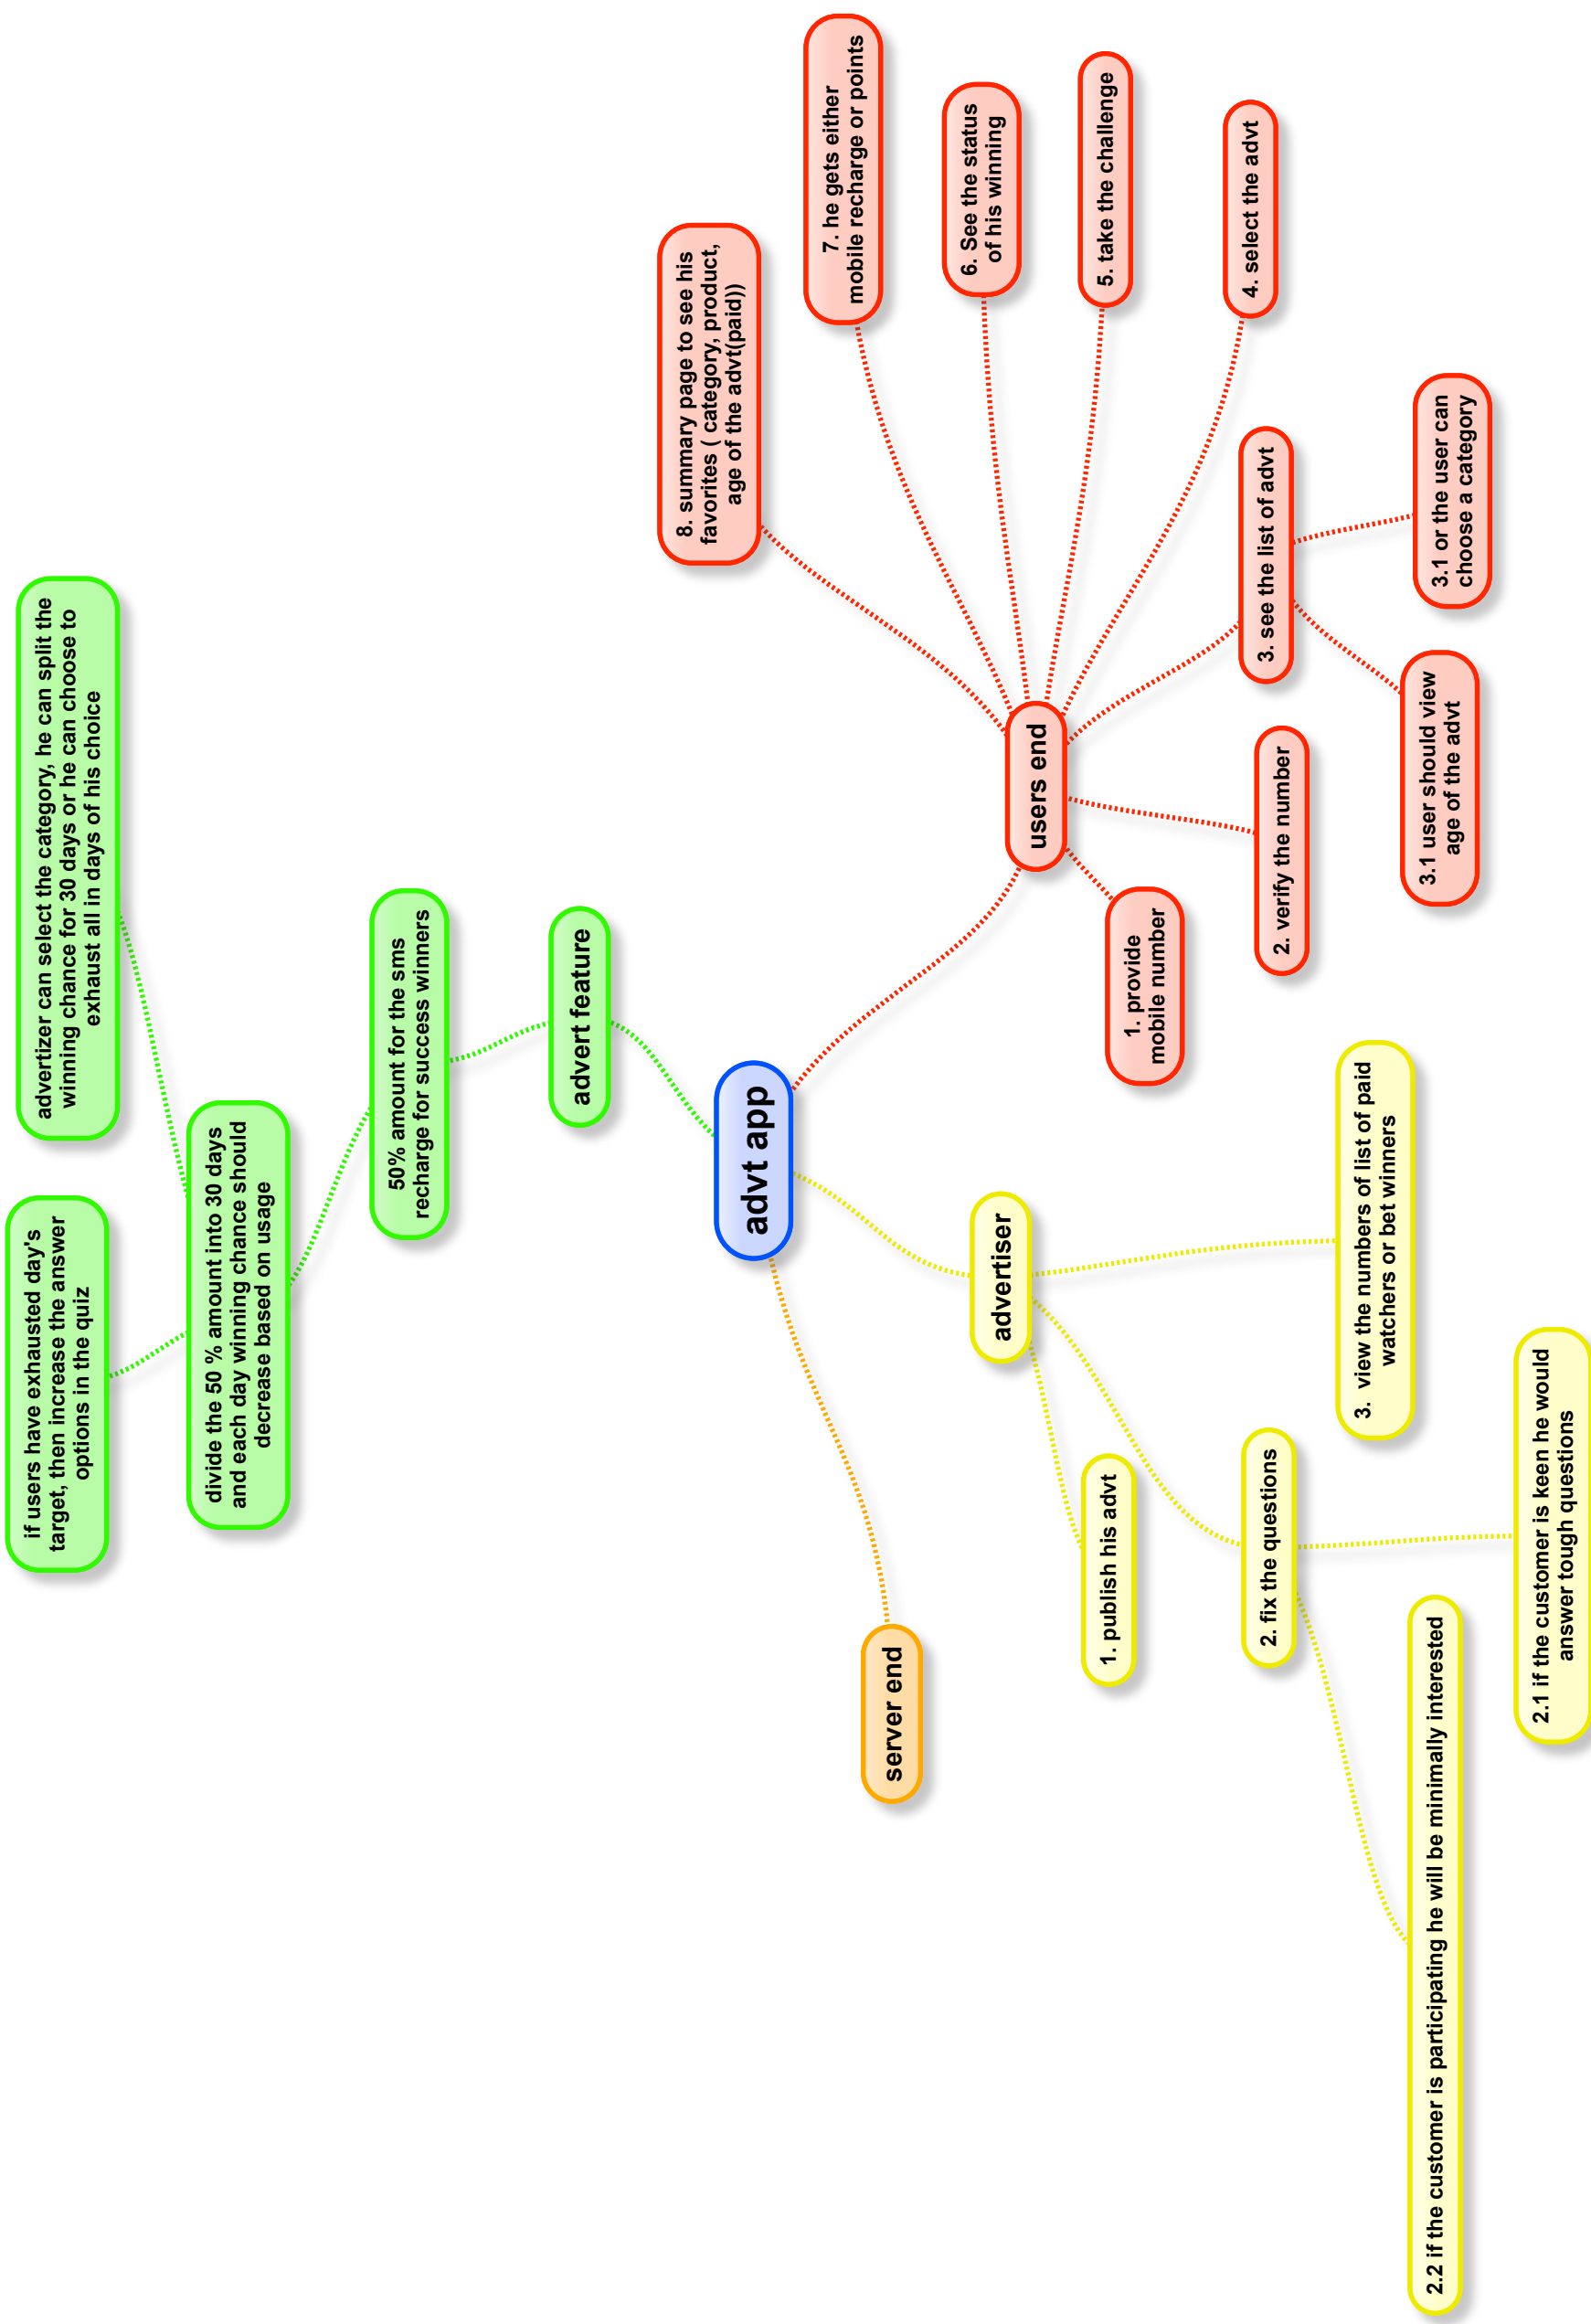 advt app
advert feature
50% amount for the sms
recharge for success winners
divide the 50 % amount into 30 days
and each day winning chance should
decrease based on usage
if users have exhausted day's
target, then increase the answer
options in the quiz
advertizer can select the category, he can split the
winning chance for 30 days or he can choose to
exhaust all in days of his choice
users end
1. provide
mobile number
2. verify the number
3. see the list of advt
3.1 user should view
age of the advt
3.1 or the user can
choose a category
4. select the advt
5. take the challenge
6. See the status
of his winning
7. he gets either
mobile recharge or points
8. summary page to see his
favorites ( category, product,
age of the advt(paid))
advertiser
1. publish his advt
2. fix the questions
2.1 if the customer is keen he would
answer tough questions
2.2 if the customer is participating he will be minimally interested
3.  view the numbers of list of paid
watchers or bet winners
server end